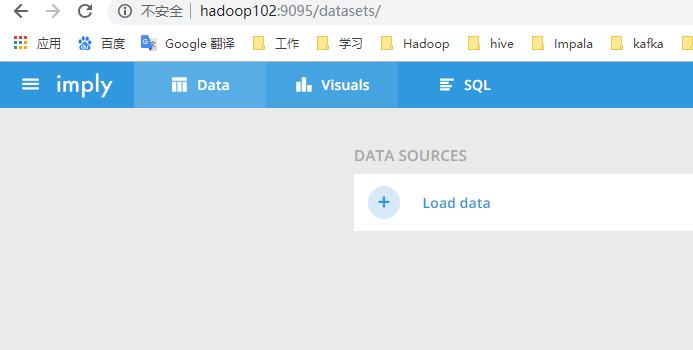 不安全 hadoop102:9095/datasets/
应用 百度 Google 翻译 工作 学习 Hadoop hive Impala kafka
imply Data Visuals SQL
DATA SOURCES
+ Load data